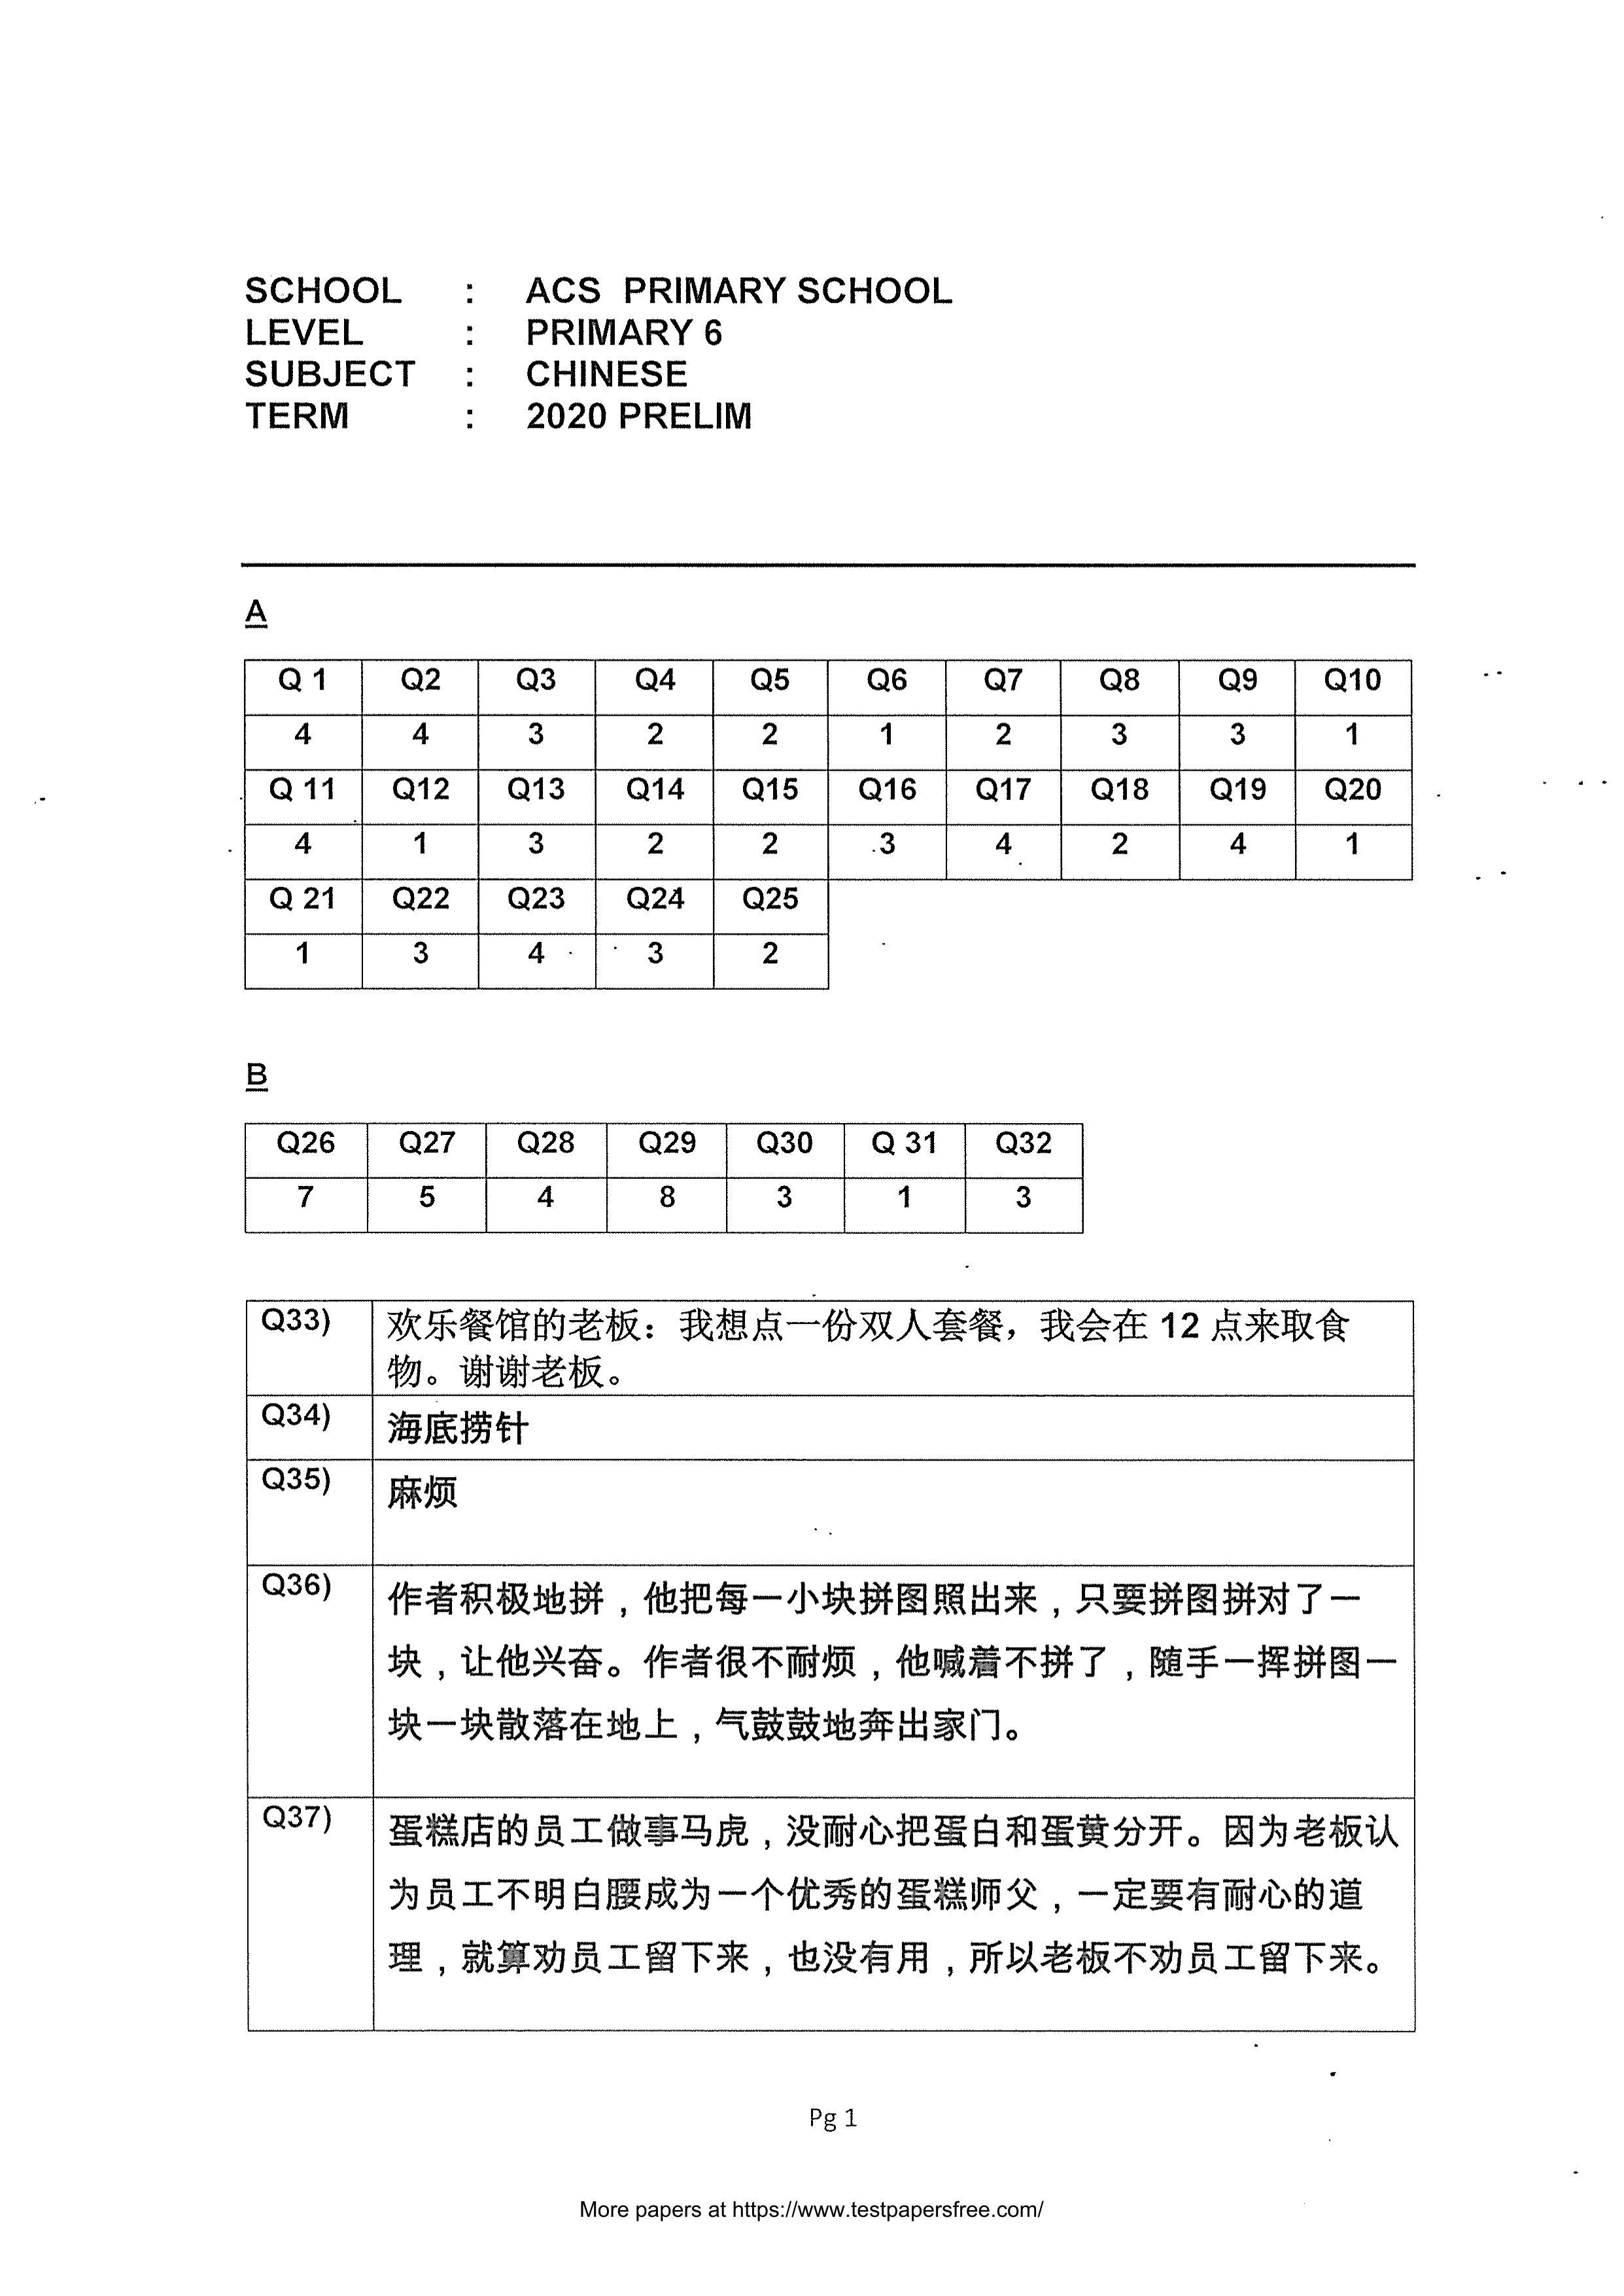 SCHOOL : ACS PRIMARY SCHOOL
LEVEL : PRIMARY 6
SUBJECT : CHINESE
TERM : 2020 PRELIM
A
Q 1 Q2 Q3 Q4 Q5 Q6 Q7 Q8 Q9 Q10
4 4 3 2 2 1 2 3 3 1
Q 11 Q12 Q13 Q14 Q15 Q16 Q17 Q18 Q19 Q20
4 1 3 2 2 3 4 2 4 1
Q 21 Q22 Q23 Q24 Q25
1 3 4 3 2
B
Q26 Q27 Q28 Q29 Q30 Q 31 Q32
7 5 4 8 3 1 3
Q33) 欢乐餐馆的老板：我想点一份双人套餐，我会在 12 点来取食
物。谢谢老板。
Q34) 海底捞针
Q35) 麻烦
Q36) 作者积极地拼，他把每一小块拼图照出来，只要拼图拼对了一
块，让他兴奋。作者很不耐烦，他喊着不拼了，随手一挥拼图一
块一块散落在地上，气鼓鼓地奔出家门。
Q37) 蛋糕店的员工做事马虎，没耐心把蛋白和蛋黄分开。因为老板认
为员工不明白腰成为一个优秀的蛋糕师父，一定要有耐心的道
理，就算劝员工留下来，也没有用，所以老板不劝员工留下来。
Pg 1
More papers at https://www.testpapersfree.com/